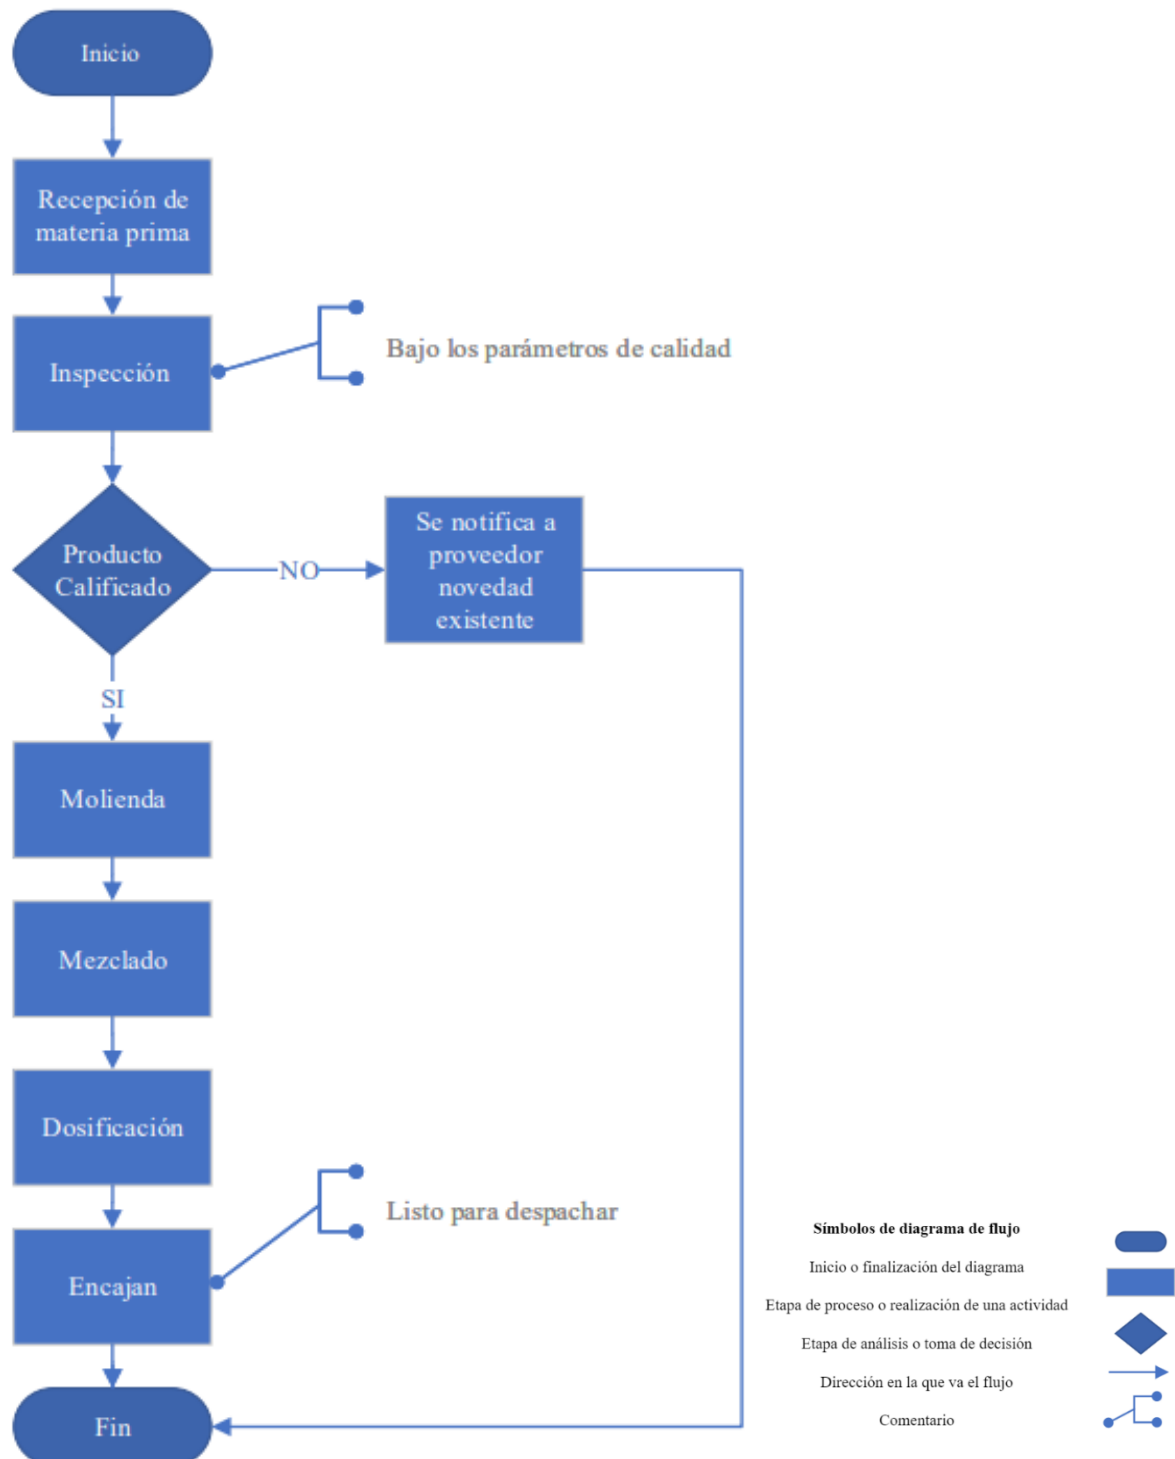 Inicio
Recepción de
materia prima
Inspección
Bajo los parámetros de calidad
Producto
Calificado
NO
Se notifica a
proveedor
novedad
existente
SI
Molienda
Mezclado
Dosificación
Listo para despachar
Encajan
Fin
Símbolos de diagrama de flujo
Inicio o finalización del diagrama
Etapa de proceso o realización de una actividad
Etapa de análisis o toma de decisión
Dirección en la que va el flujo
Comentario